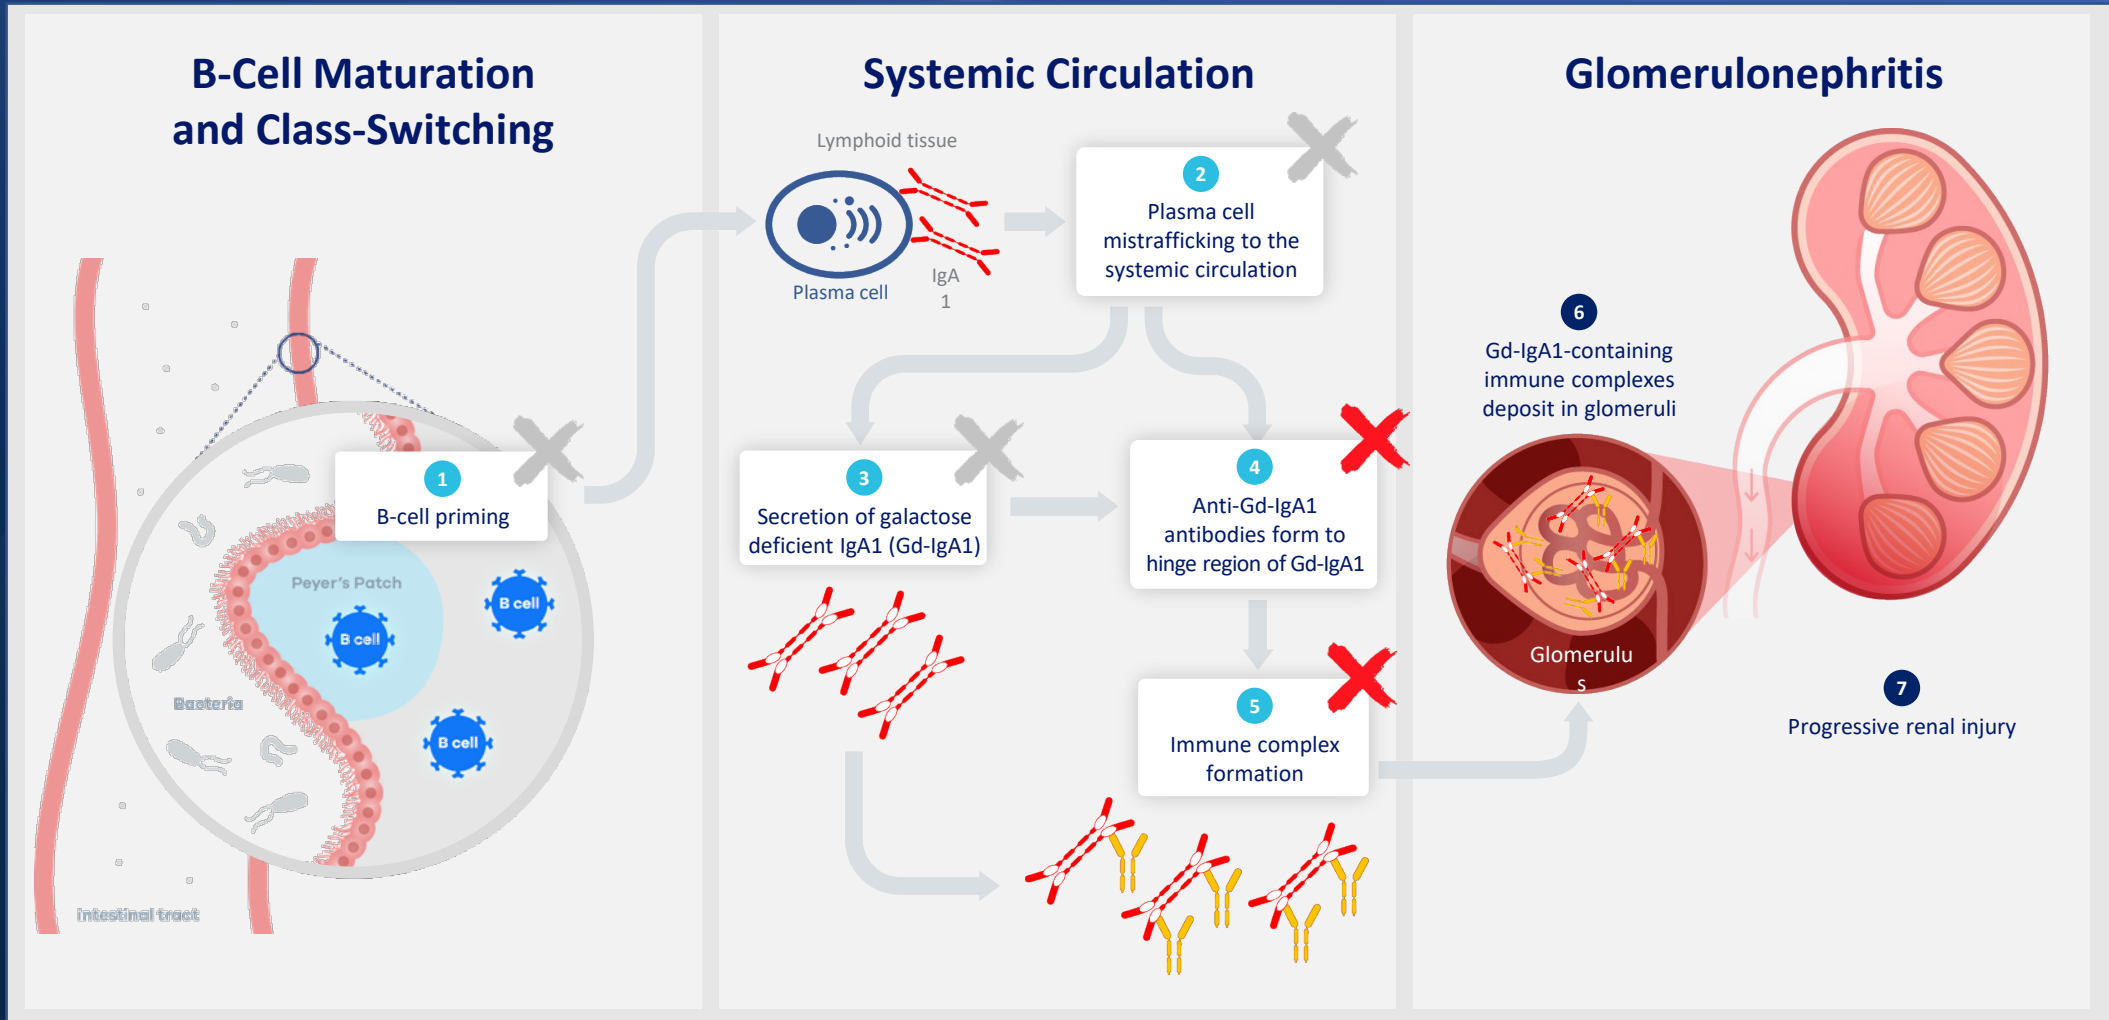 B-Cell Maturation
and Class-Switching
1
B-cell priming
Peyer's Patch
B cell
B cell
B cell
Bacteria
Intestinal tract
Systemic Circulation
Lymphoid tissue
Plasma cell
IgA
1
2
Plasma cell
mistrafficking to the
systemic circulation
3
Secretion of galactose
deficient IgA1 (Gd-IgA1)
4
Anti-Gd-IgA1
antibodies form to
hinge region of Gd-IgA1
5
Immune complex
formation
Glomerulonephritis
6
Gd-IgA1-containing
immune complexes
deposit in glomeruli
Glomerulu
s
7
Progressive renal injury